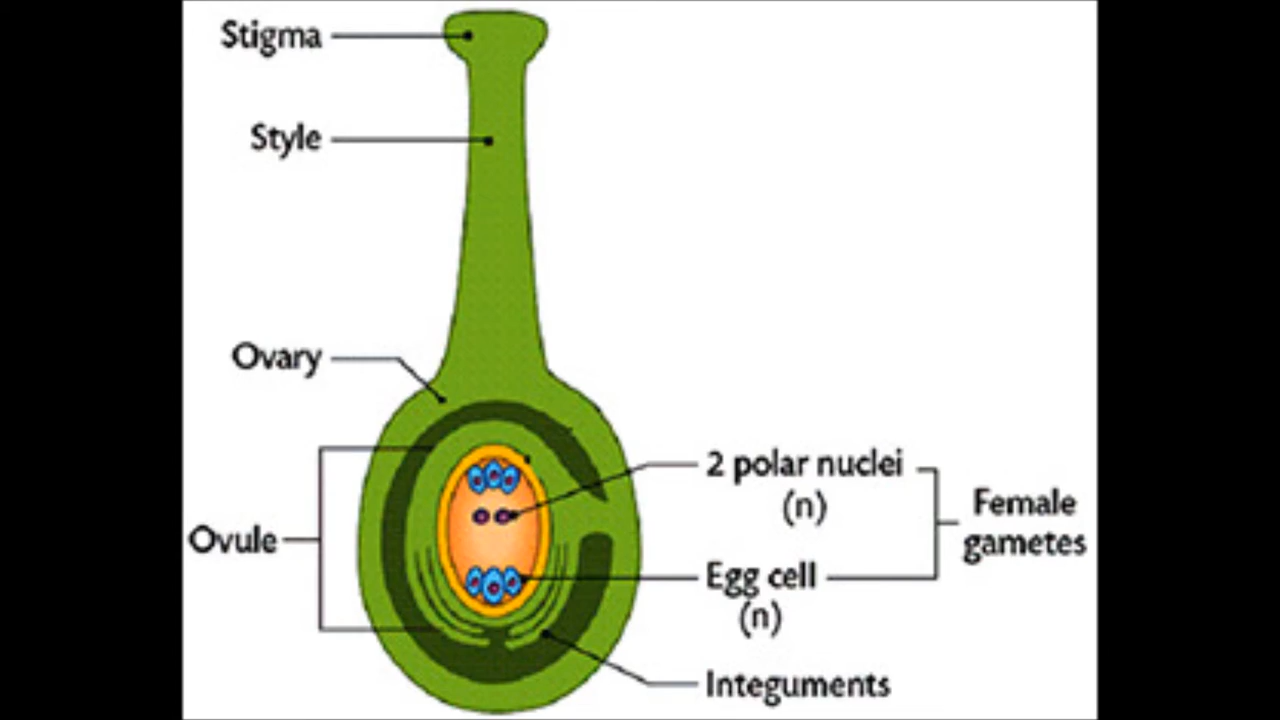 Stigma
Style
Ovary
Ovule
2 polar nuclei
(n)
Egg cell
(n)
Integuments
Female
gametes